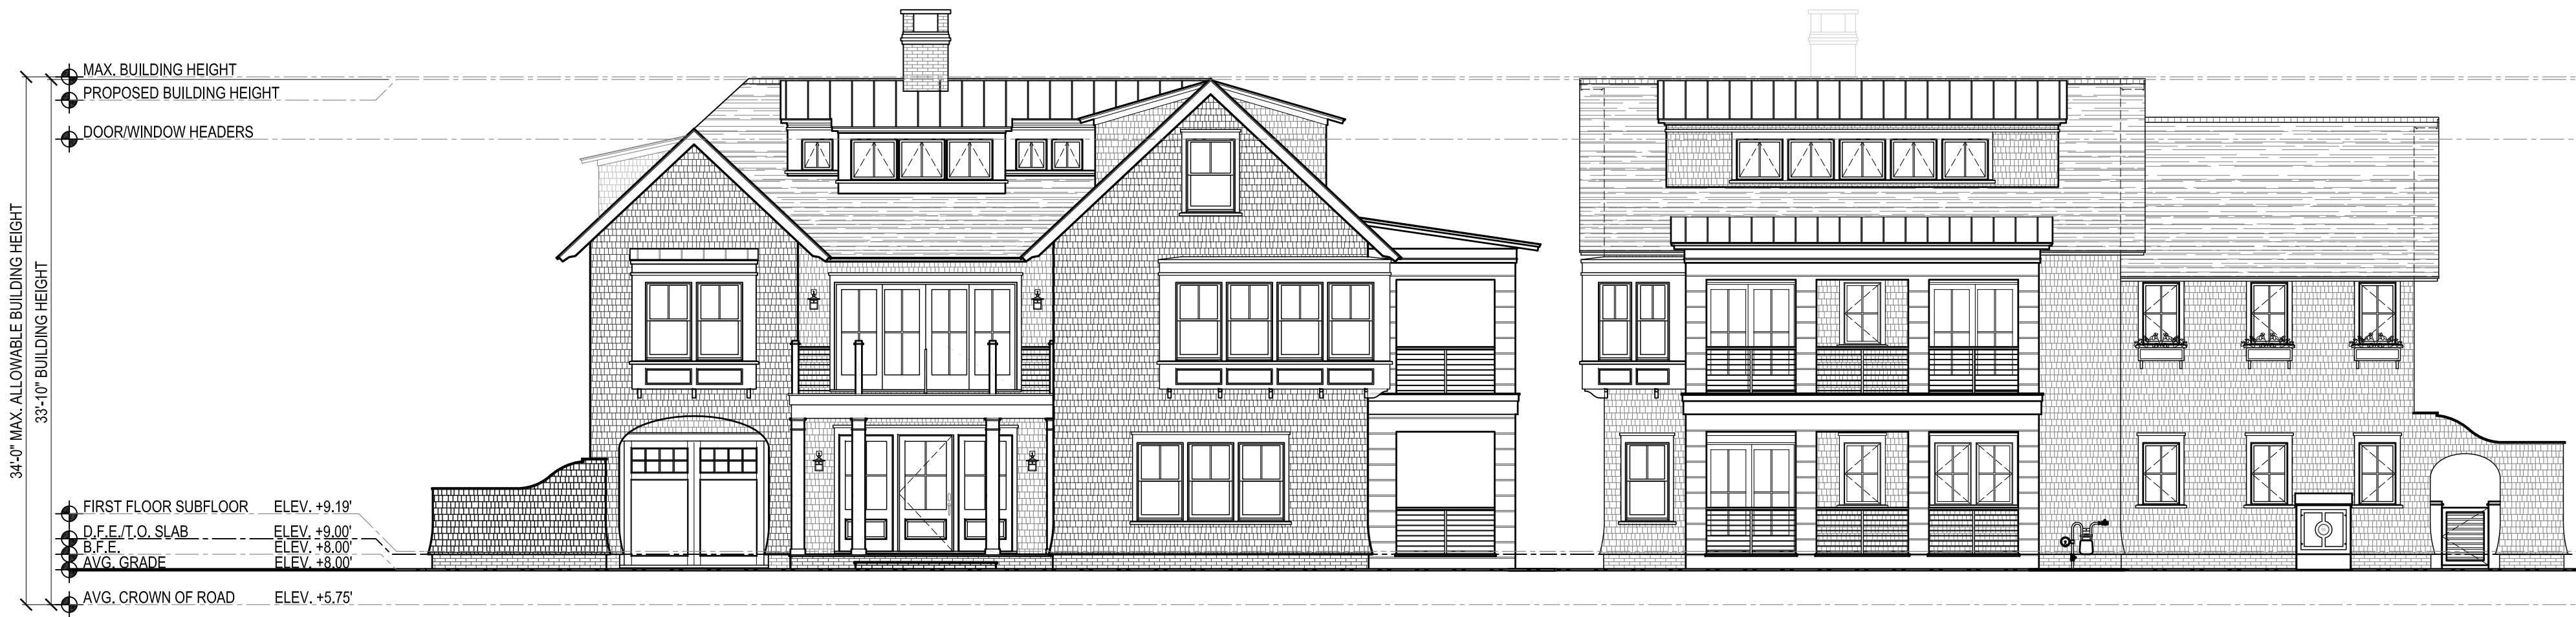 MAX. BUILDING HEIGHT
PROPOSED BUILDING HEIGHT
DOOR/WINDOW HEADERS
34'-0" MAX. ALLOWABLE BUILDING HEIGHT
33'-10" BUILDING HEIGHT
FIRST FLOOR SUBFLOOR ELEV. +9.19'
D.F.E./T.O. SLAB ELEV. +9.00'
B.F.E. ELEV. +8.00'
AVG. GRADE ELEV. +8.00'
AVG. CROWN OF ROAD ELEV. +5.75'